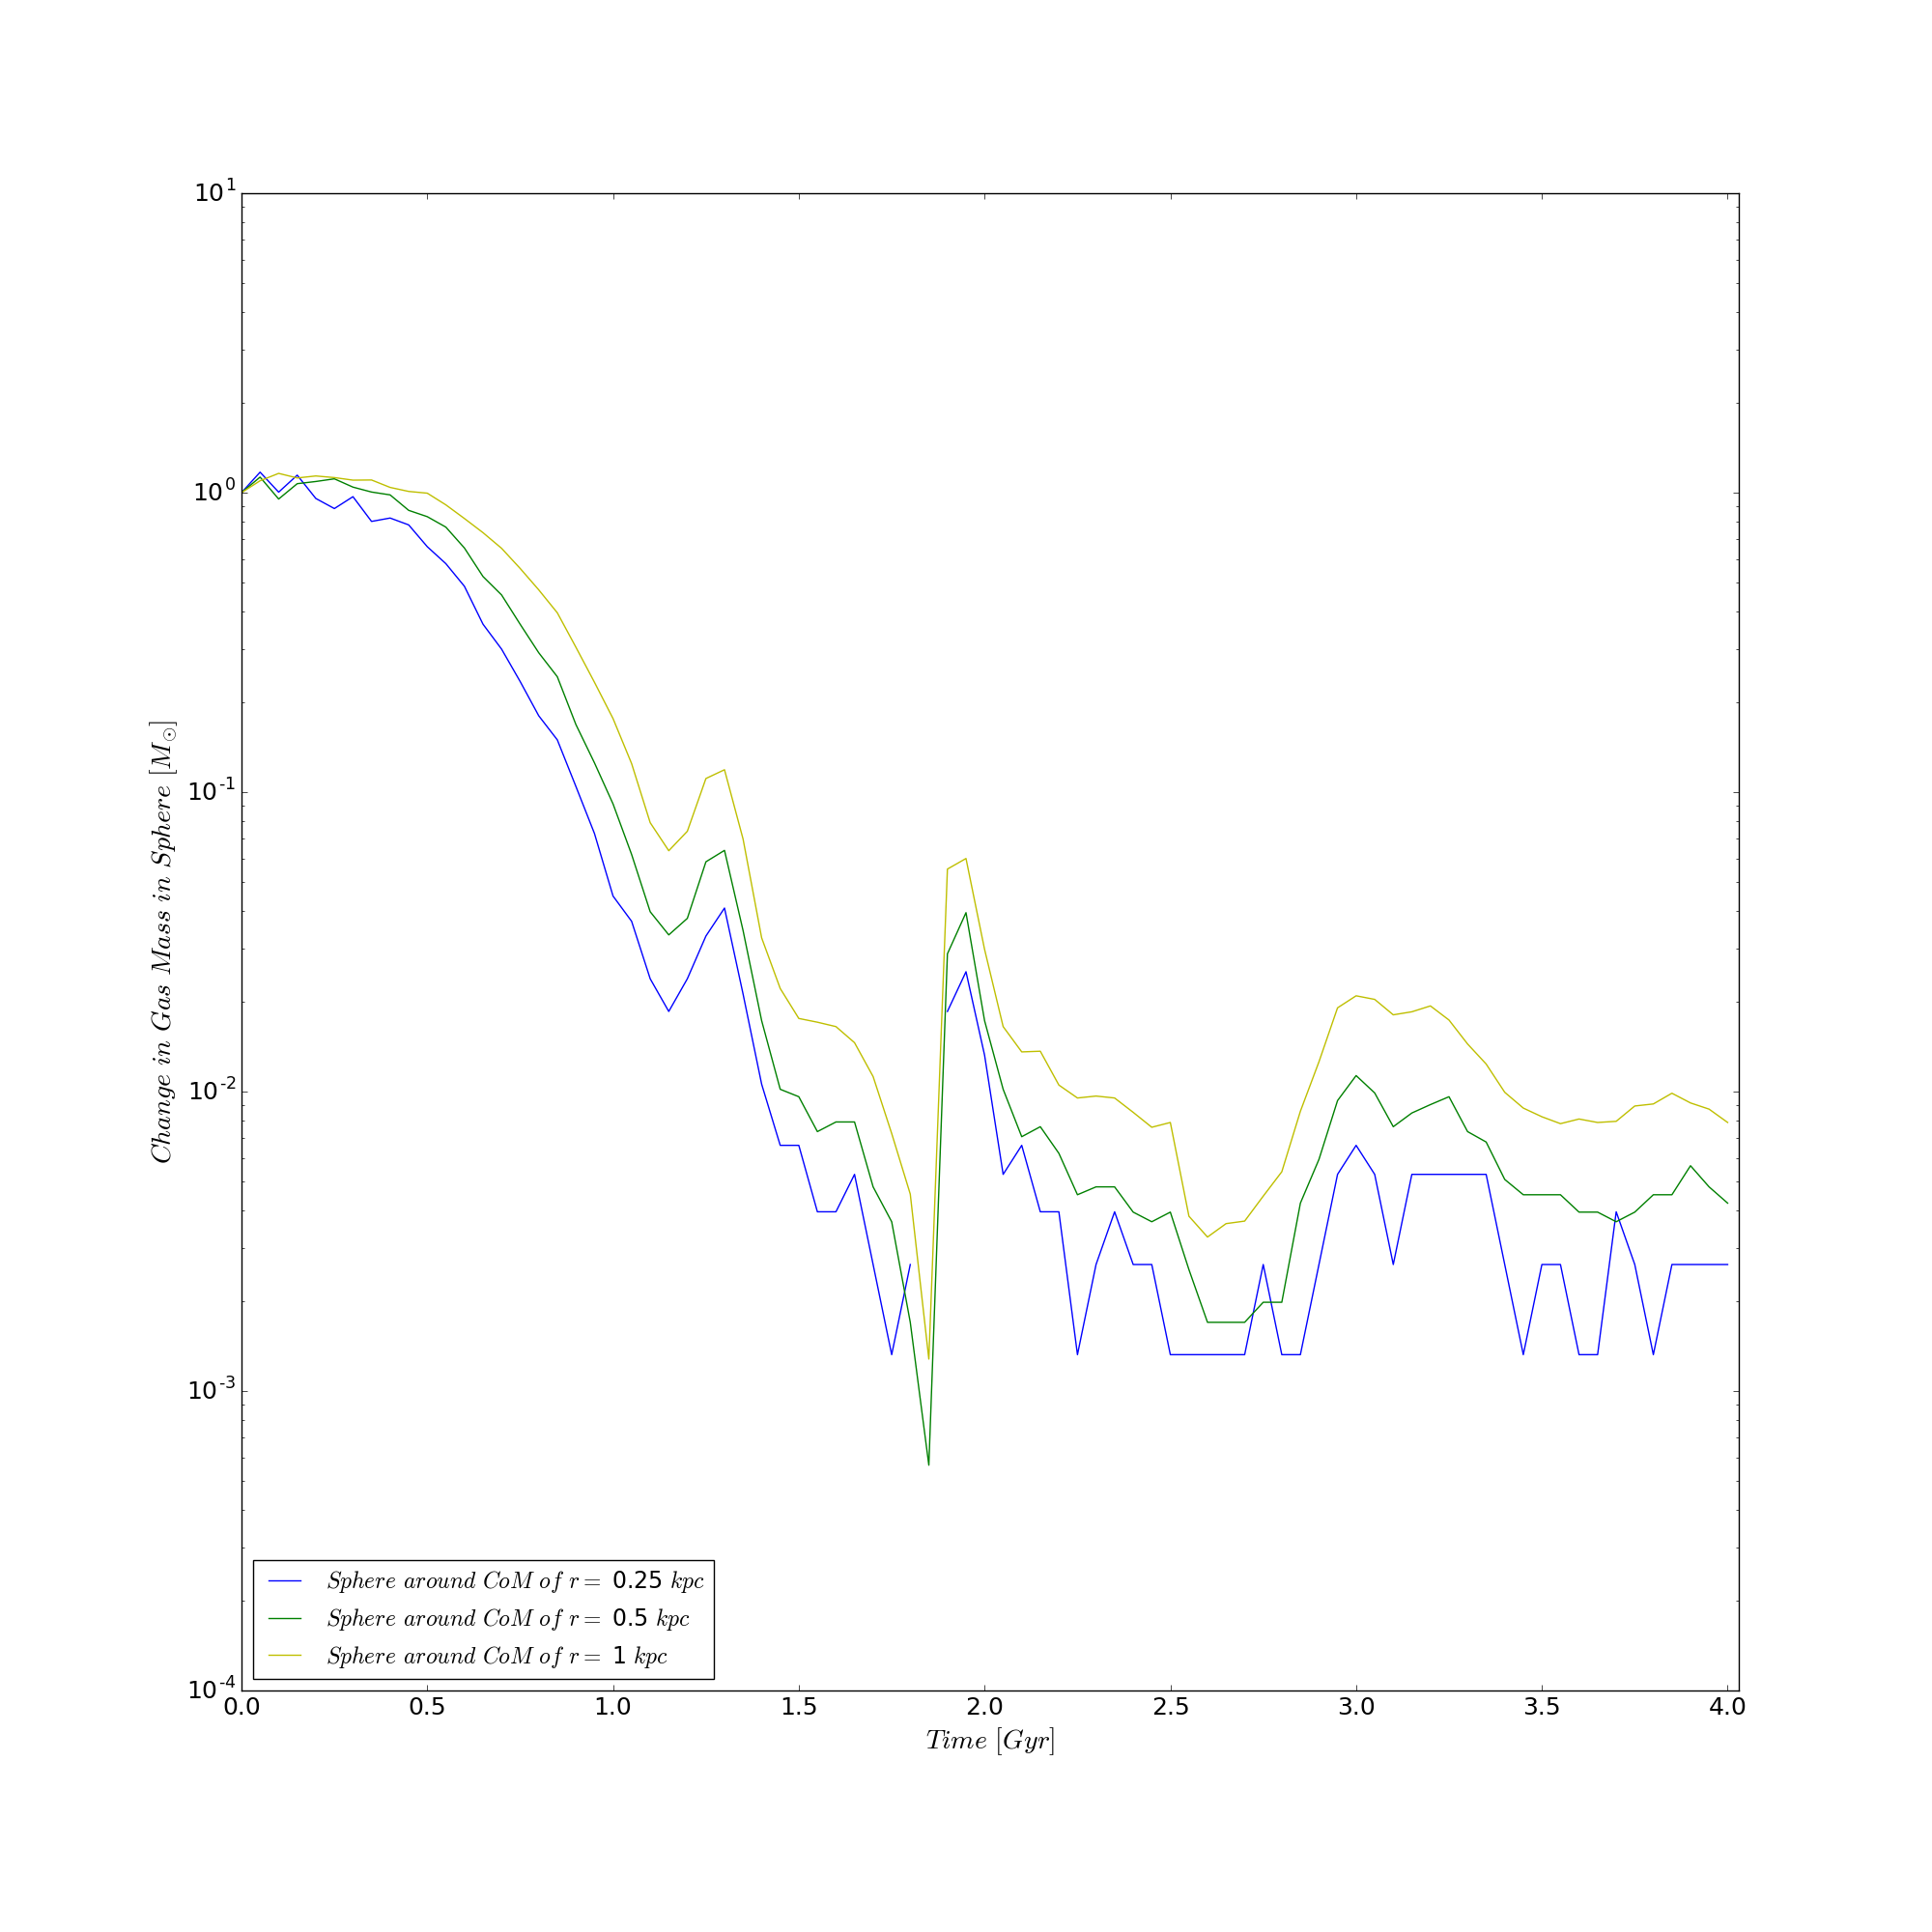 10^1
10^0
10^-1
10^-2
10^-3
10^-4
Change in Gas Mass in Sphere [M_⊙]
Sphere around CoM of r = 0.25 kpc
Sphere around CoM of r = 0.5 kpc
Sphere around CoM of r = 1 kpc
0.0 0.5 1.0 1.5 2.0 2.5 3.0 3.5 4.0
Time [Gyr]